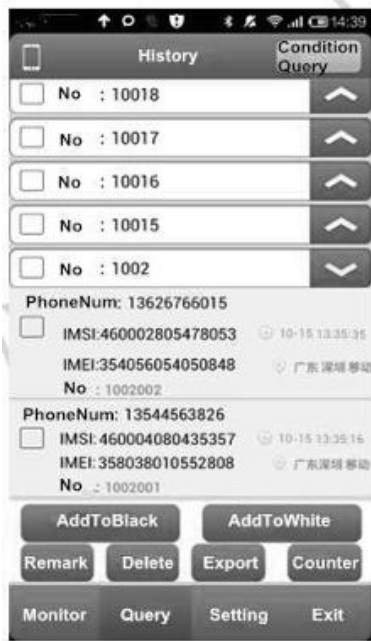 14:39
History
Condition
Query
No : 10018
No : 10017
No : 10016
No : 10015
No : 1002
PhoneNum: 13626766015
IMSI:460002805478053 10-15 13:35:35
IMEI:354056054050848 广东 深圳 移动
No : 1002002
PhoneNum: 13544563826
IMSI: 460004080435357 10-15 13:35:16
IMEI: 358038010552808 广东 深圳 移动
No : 1002001
AddToBlack AddToWhite
Remark Delete Export Counter
Monitor Query Setting Exit